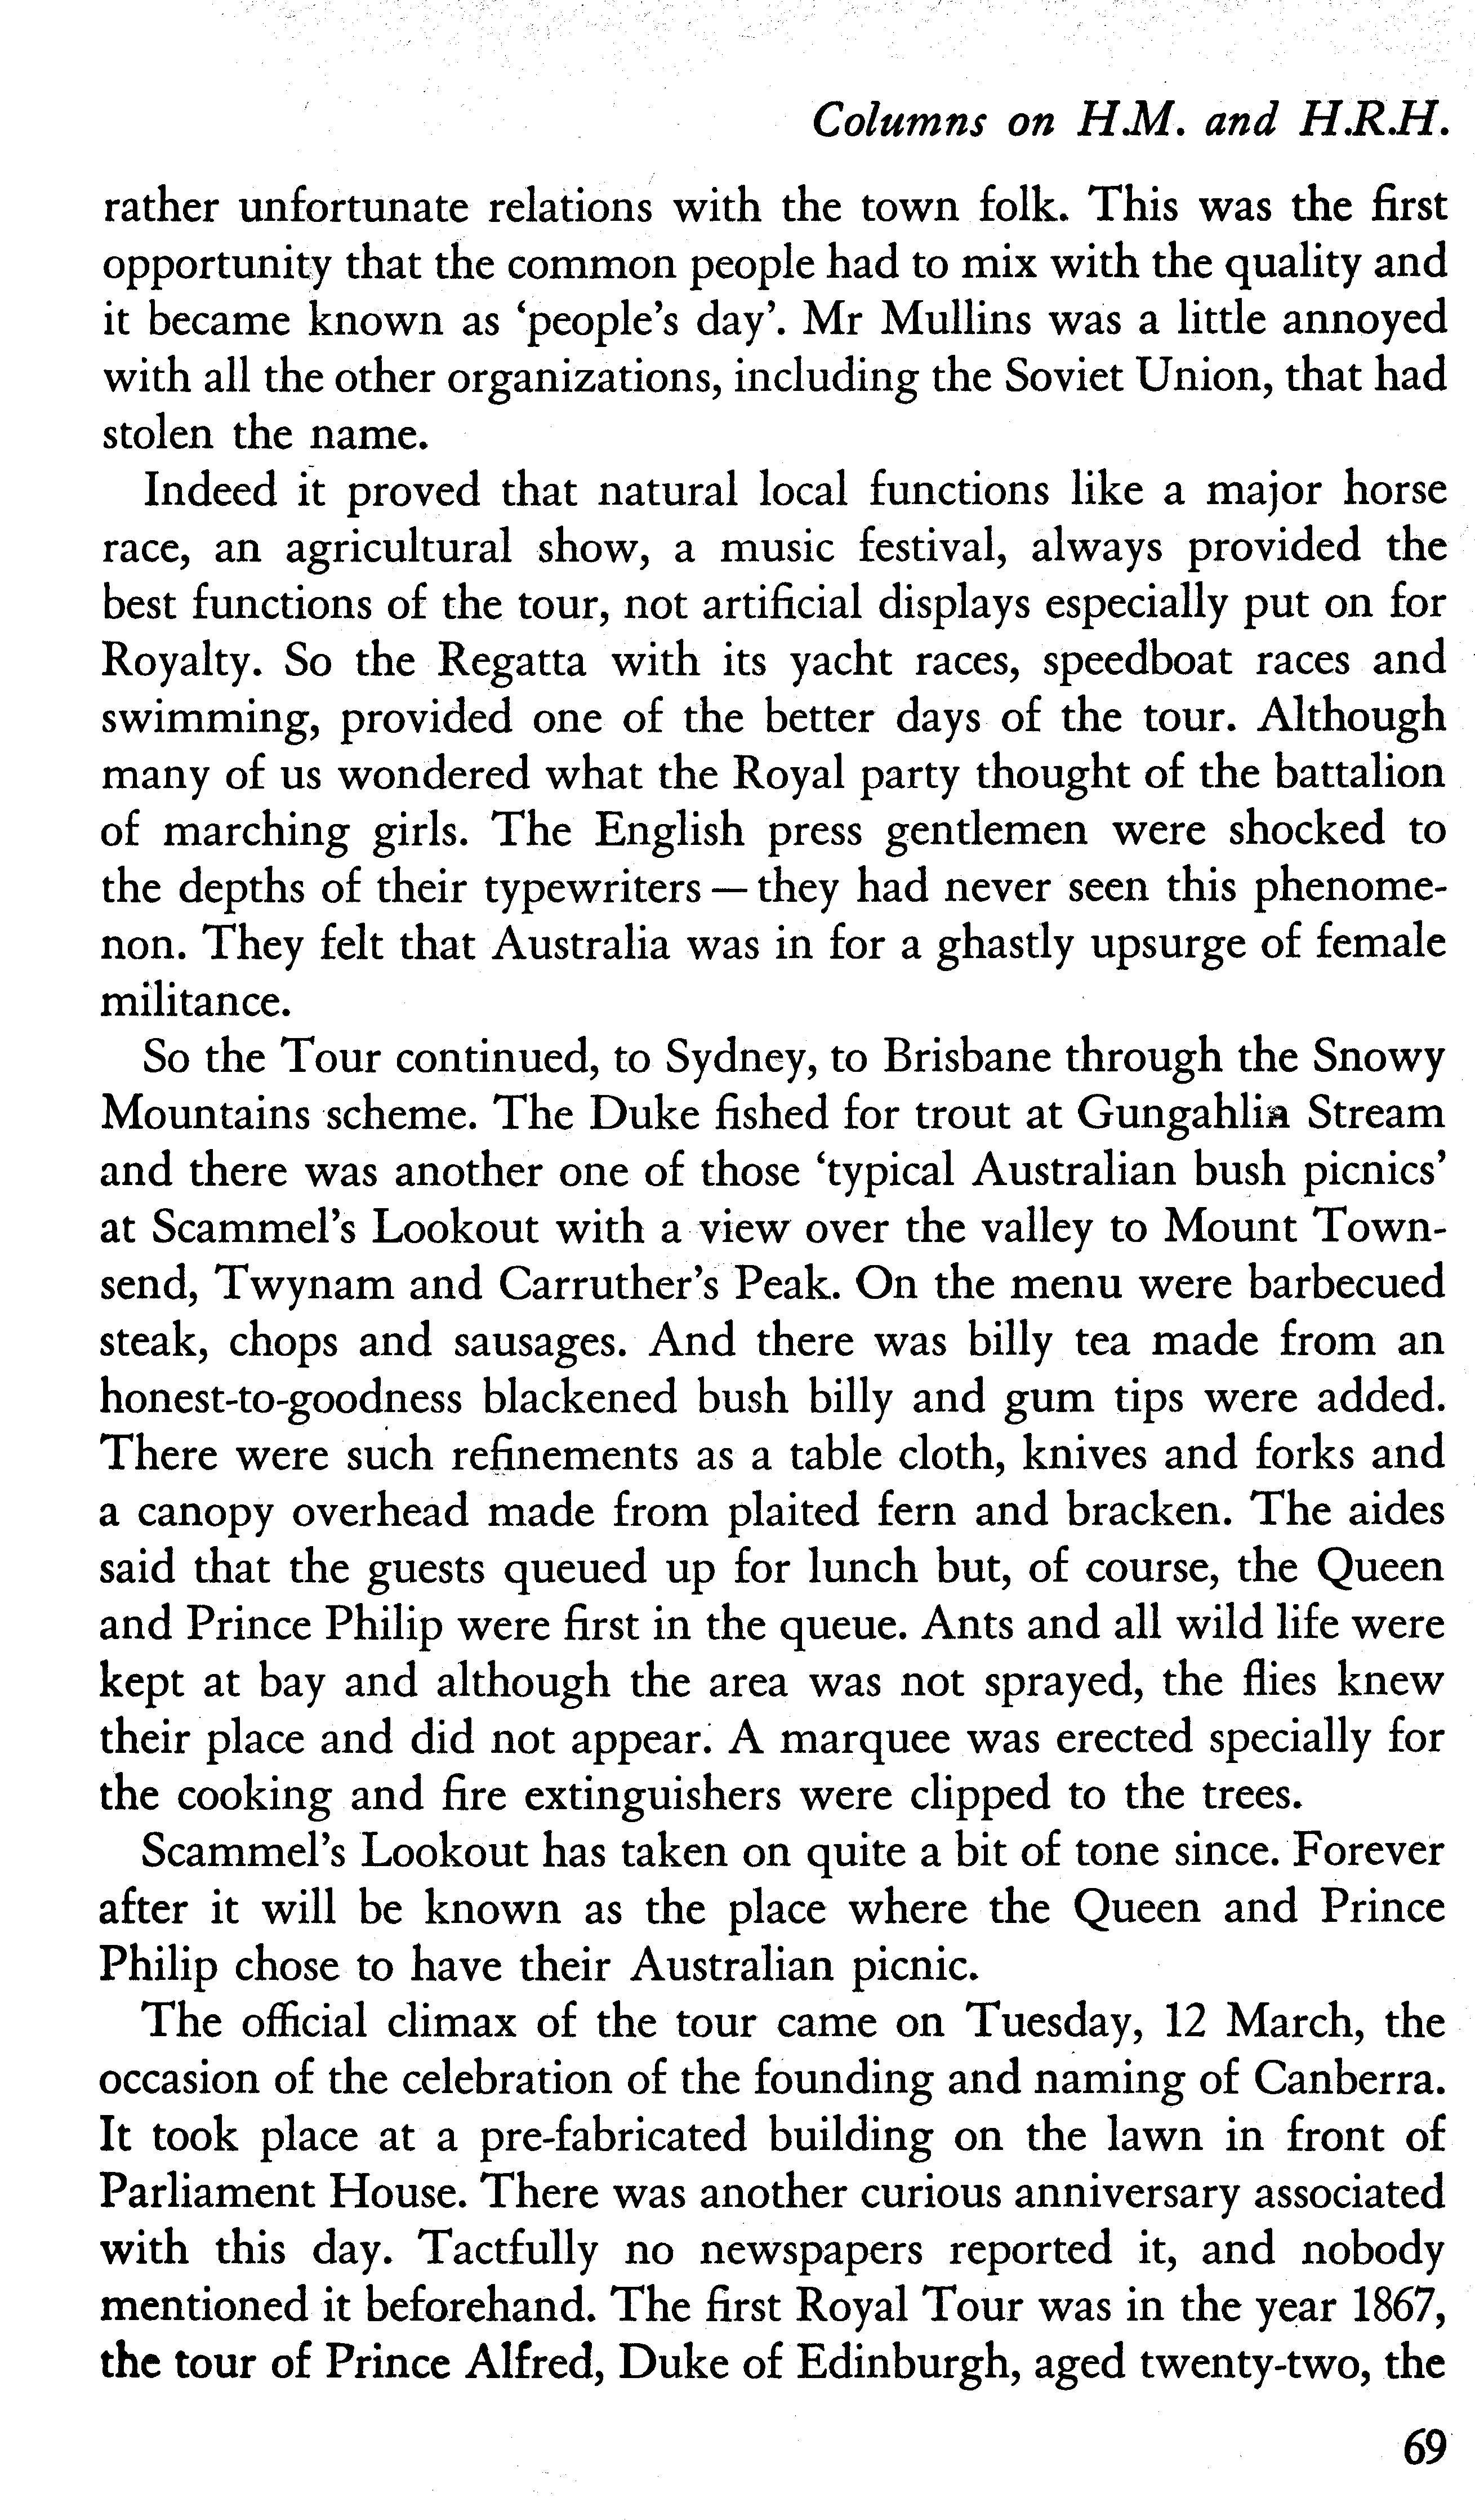 Columns on H.M. and H.R.H.
rather unfortunate relations with the town folk. This was the first
opportunity that the common people had to mix with the quality and
it became known as ‘people’s day’. Mr Mullins was a little annoyed
with all the other organizations, including the Soviet Union, that had
stolen the name.
Indeed it proved that natural local functions like a major horse
race, an agricultural show, a music festival, always provided the
best functions of the tour, not artificial displays especially put on for
Royalty. So the Regatta with its yacht races, speedboat races and
swimming, provided one of the better days of the tour. Although
many of us wondered what the Royal party thought of the battalion
of marching girls. The English press gentlemen were shocked to
the depths of their typewriters — they had never seen this phenome-
non. They felt that Australia was in for a ghastly upsurge of female
militance.
So the Tour continued, to Sydney, to Brisbane through the Snowy
Mountains scheme. The Duke fished for trout at Gungahlin Stream
and there was another one of those ‘typical Australian bush picnics’
at Scammel’s Lookout with a view over the valley to Mount Town-
send, Twynam and Carruther’s Peak. On the menu were barbecued
steak, chops and sausages. And there was billy tea made from an
honest-to-goodness blackened bush billy and gum tips were added.
There were such refinements as a table cloth, knives and forks and
a canopy overhead made from plaited fern and bracken. The aides
said that the guests queued up for lunch but, of course, the Queen
and Prince Philip were first in the queue. Ants and all wild life were
kept at bay and although the area was not sprayed, the flies knew
their place and did not appear. A marquee was erected specially for
the cooking and fire extinguishers were clipped to the trees.
Scammel’s Lookout has taken on quite a bit of tone since. Forever
after it will be known as the place where the Queen and Prince
Philip chose to have their Australian picnic.
The official climax of the tour came on Tuesday, 12 March, the
occasion of the celebration of the founding and naming of Canberra.
It took place at a pre-fabricated building on the lawn in front of
Parliament House. There was another curious anniversary associated
with this day. Tactfully no newspapers reported it, and nobody
mentioned it beforehand. The first Royal Tour was in the year 1867,
the tour of Prince Alfred, Duke of Edinburgh, aged twenty-two, the
69